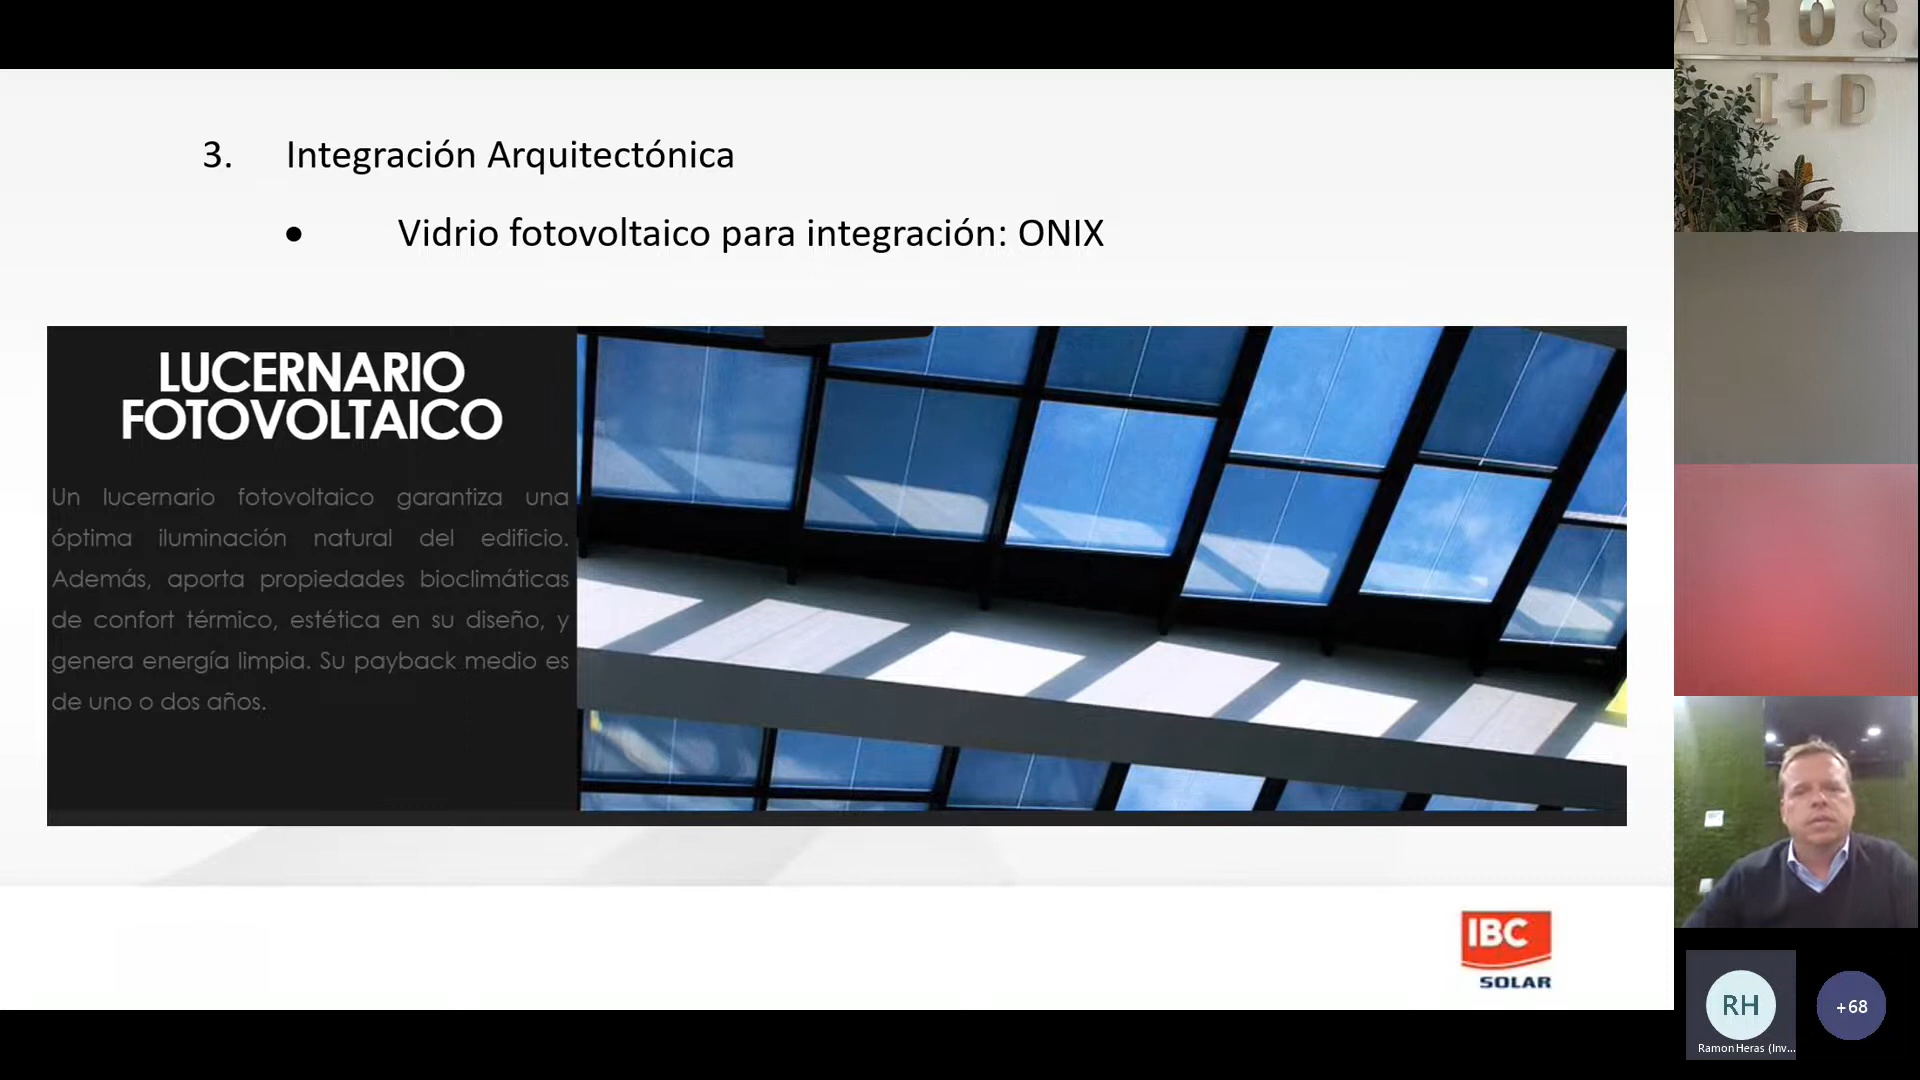 3. Integración Arquitectónica
• Vidrio fotovoltaico para integración: ONIX
LUCERNARIO
FOTOVOLTAICO
Un lucernario fotovoltaico garantiza una
óptima iluminación natural del edificio.
Además, aporta propiedades bioclimáticas
de confort térmico, estética en su diseño, y
genera energía limpia. Su payback medio es
de uno o dos años.
IBC
SOLAR
AROS
I+D
RH
+68
Ramon Heras (Inv...